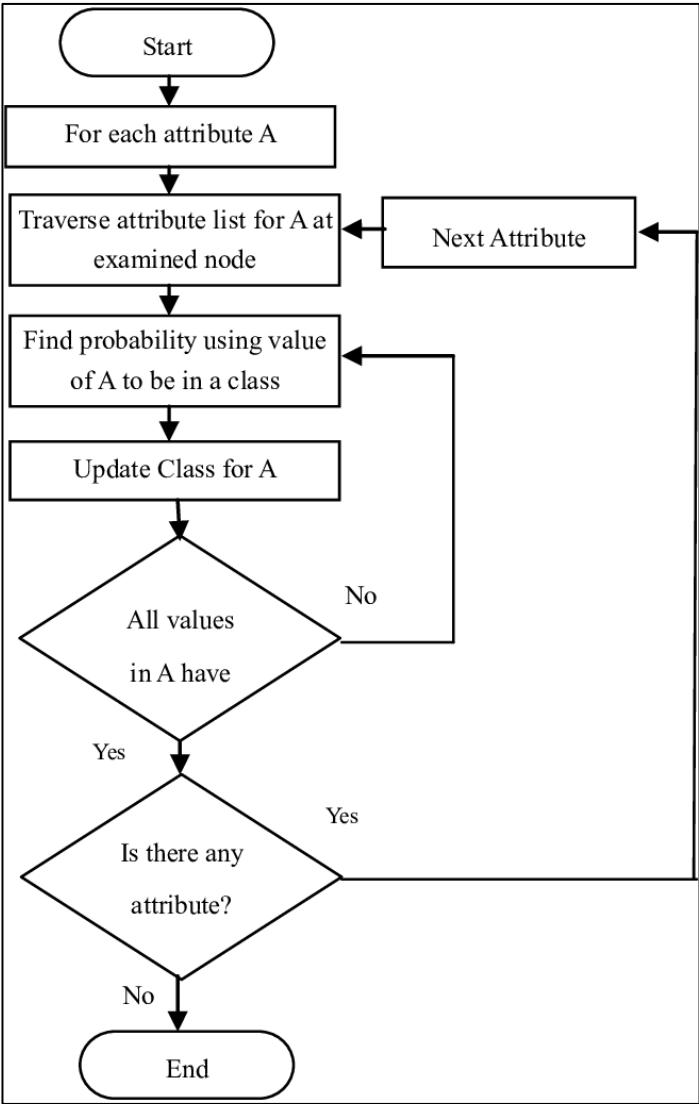 Start
For each attribute A
Traverse attribute list for A at
examined node
Next Attribute
Find probability using value
of A to be in a class
Update Class for A
No
All values
in A have
Yes
Yes
Is there any
attribute?
No
End